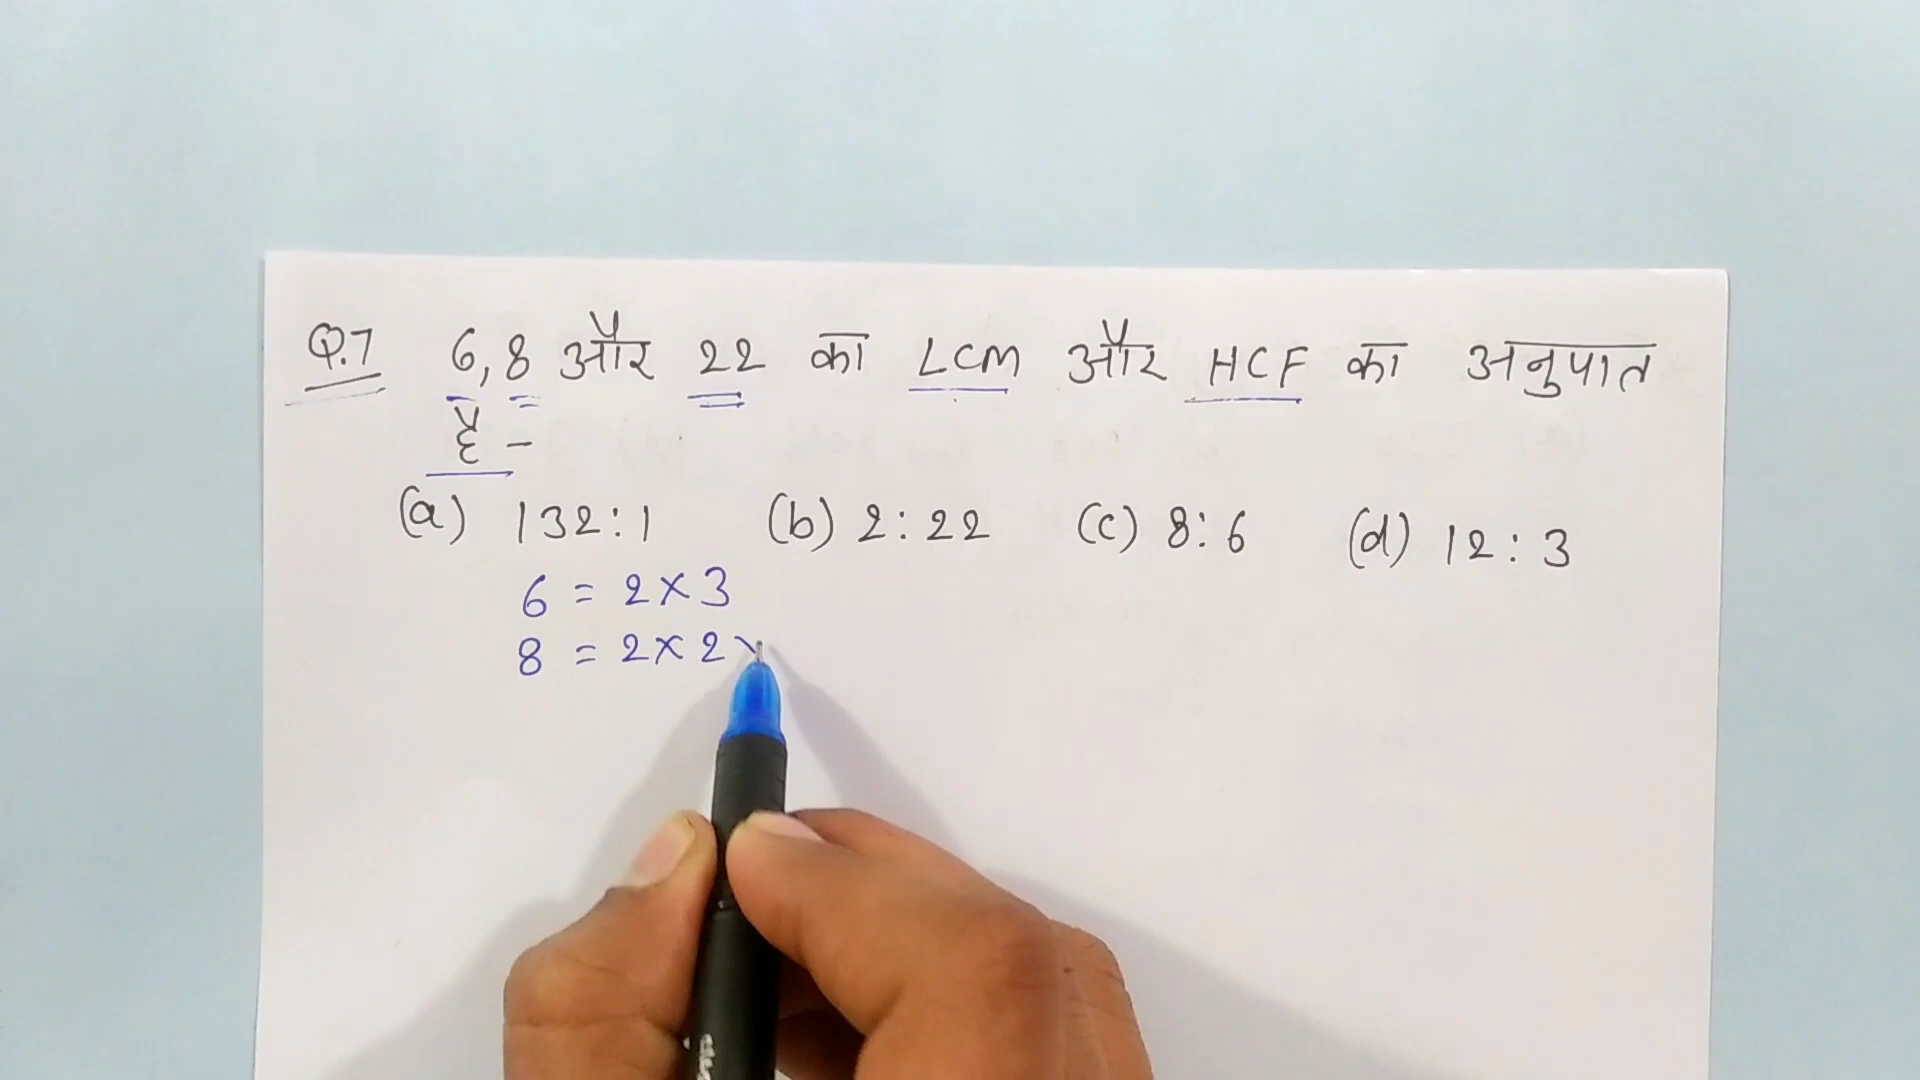 Q.7 6, 8 और 22 का LCM और HCF का अनुपात
है -
(a) 132:1 (b) 2:22 (c) 8:6 (d) 12:3
6 = 2×3
8 = 2×2×